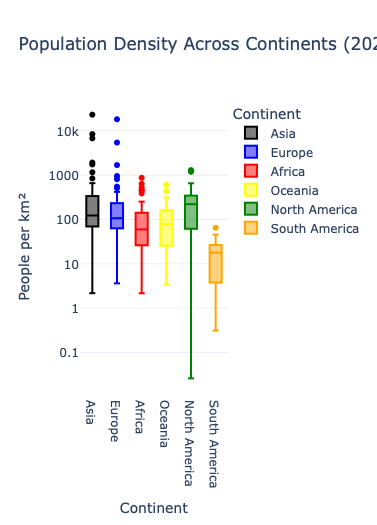 Population Density Across Continents (202
Continent
Asia
Europe
Africa
Oceania
North America
South America
People per km²
10k
1000
100
10
1
0.1
Asia
Europe
Africa
Oceania
North America
South America
Continent